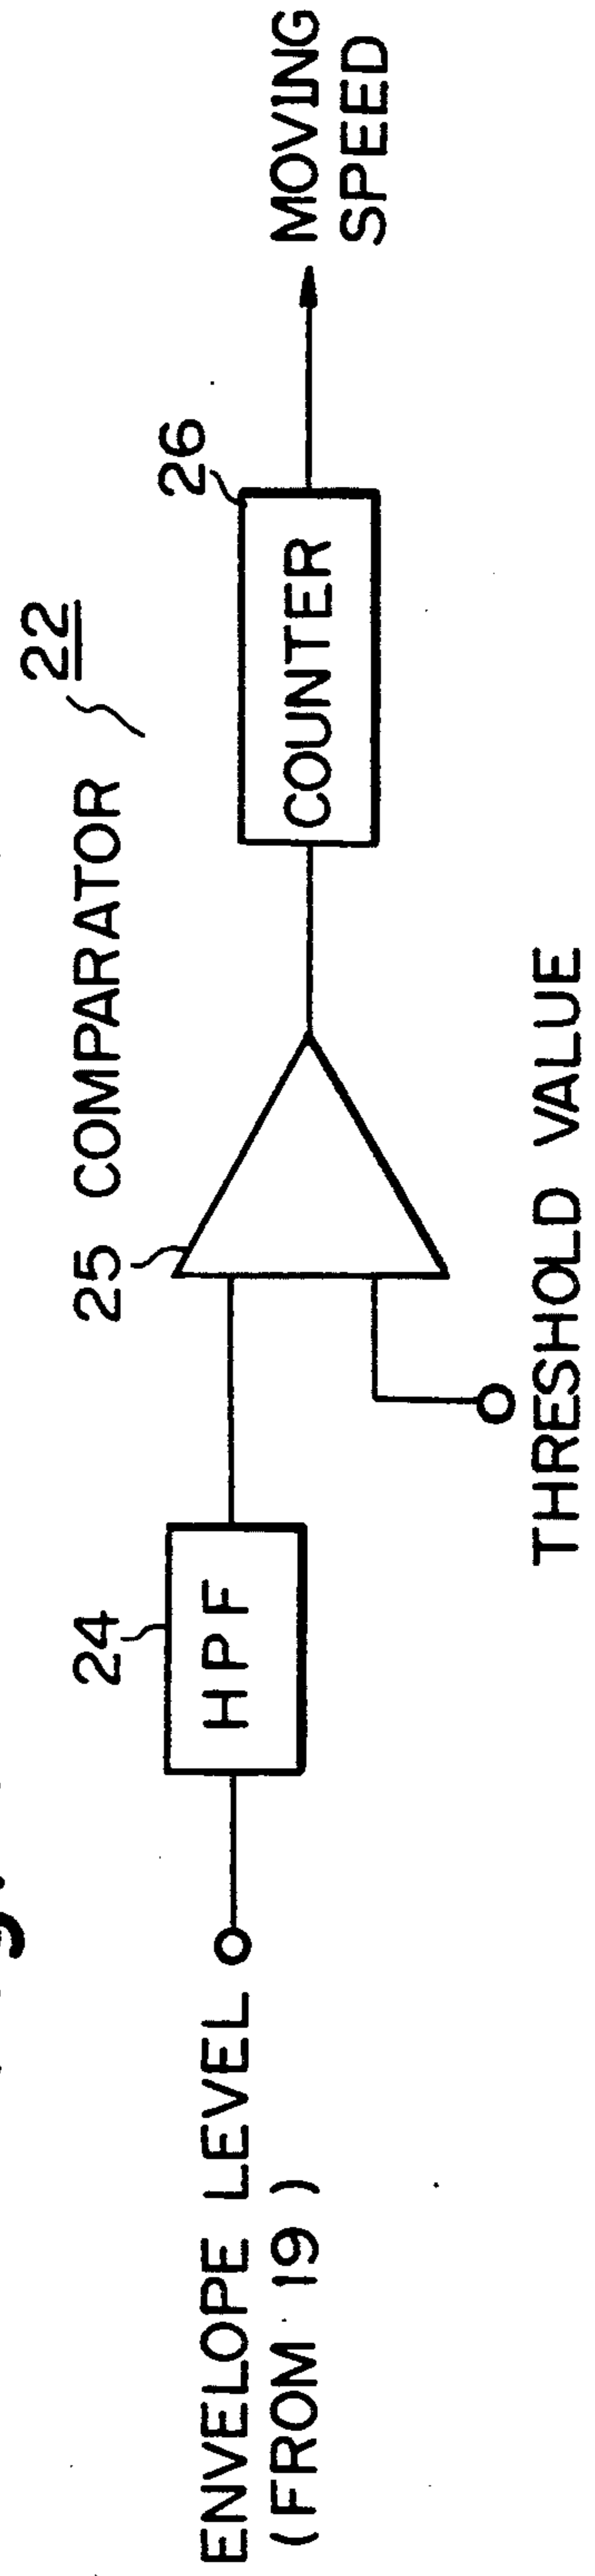 22
ENVELOPE LEVEL
(FROM 19)
24
HPF
25 COMPARATOR
THRESHOLD VALUE
26
COUNTER
MOVING
SPEED